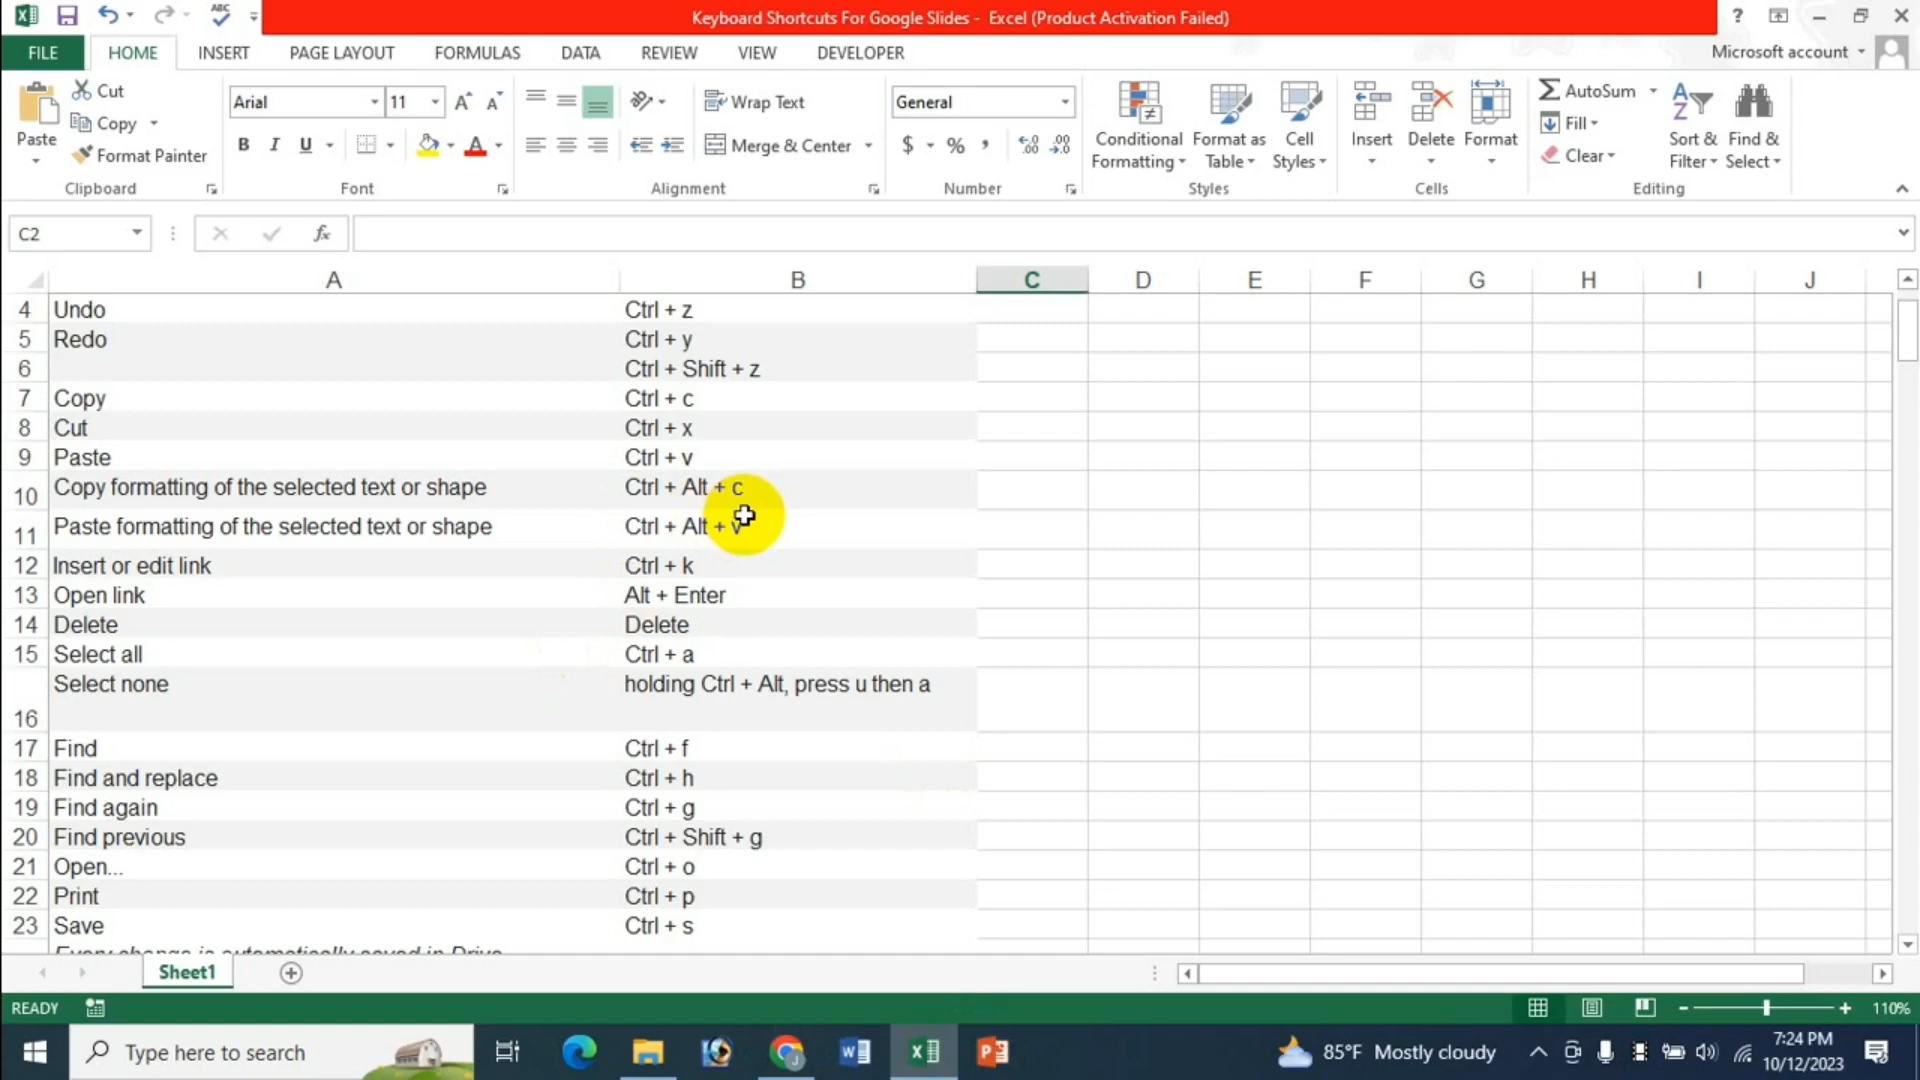 Keyboard Shortcuts For Google Slides - Excel (Product Activation Failed)
FILE HOME INSERT PAGE LAYOUT FORMULAS DATA REVIEW VIEW DEVELOPER Microsoft account
Paste
Cut
Copy
Format Painter
Clipboard
Arial 11
B I U
Font
Wrap Text
Merge & Center
Alignment
General
$ % ,
Number
Conditional Formatting
Format as Table
Cell Styles
Styles
Insert Delete Format
Cells
AutoSum
Fill
Clear
Sort & Filter
Find & Select
Editing
C2 fx
A B C D E F G H I J
4 Undo Ctrl + z
5 Redo Ctrl + y
6 Ctrl + Shift + z
7 Copy Ctrl + c
8 Cut Ctrl + x
9 Paste Ctrl + v
10 Copy formatting of the selected text or shape Ctrl + Alt + c
11 Paste formatting of the selected text or shape Ctrl + Alt + v
12 Insert or edit link Ctrl + k
13 Open link Alt + Enter
14 Delete Delete
15 Select all Ctrl + a
16 Select none holding Ctrl + Alt, press u then a
17 Find Ctrl + f
18 Find and replace Ctrl + h
19 Find again Ctrl + g
20 Find previous Ctrl + Shift + g
21 Open... Ctrl + o
22 Print Ctrl + p
23 Save Ctrl + s
Every change is automatically saved in Drive
Sheet1
READY 110%
Type here to search
85°F Mostly cloudy
7:24 PM
10/12/2023